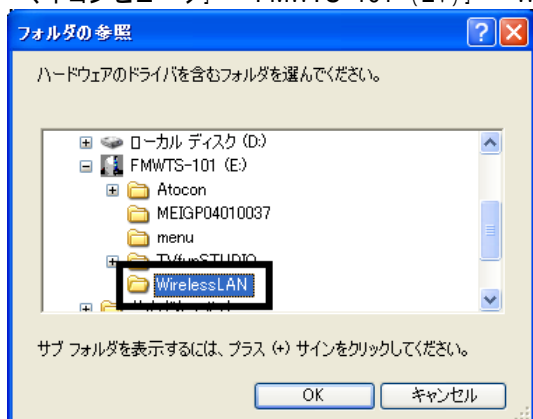 フォルダの参照
ハードウェアのドライバを含むフォルダを選んでください。
ローカル ディスク (D:)
FMWTS-101 (E:)
Atocon
MEIGP04010037
menu
TVfunSTUDIO
WirelessLAN
サブ フォルダを表示するには、プラス (+) サインをクリックしてください。
OK
キャンセル